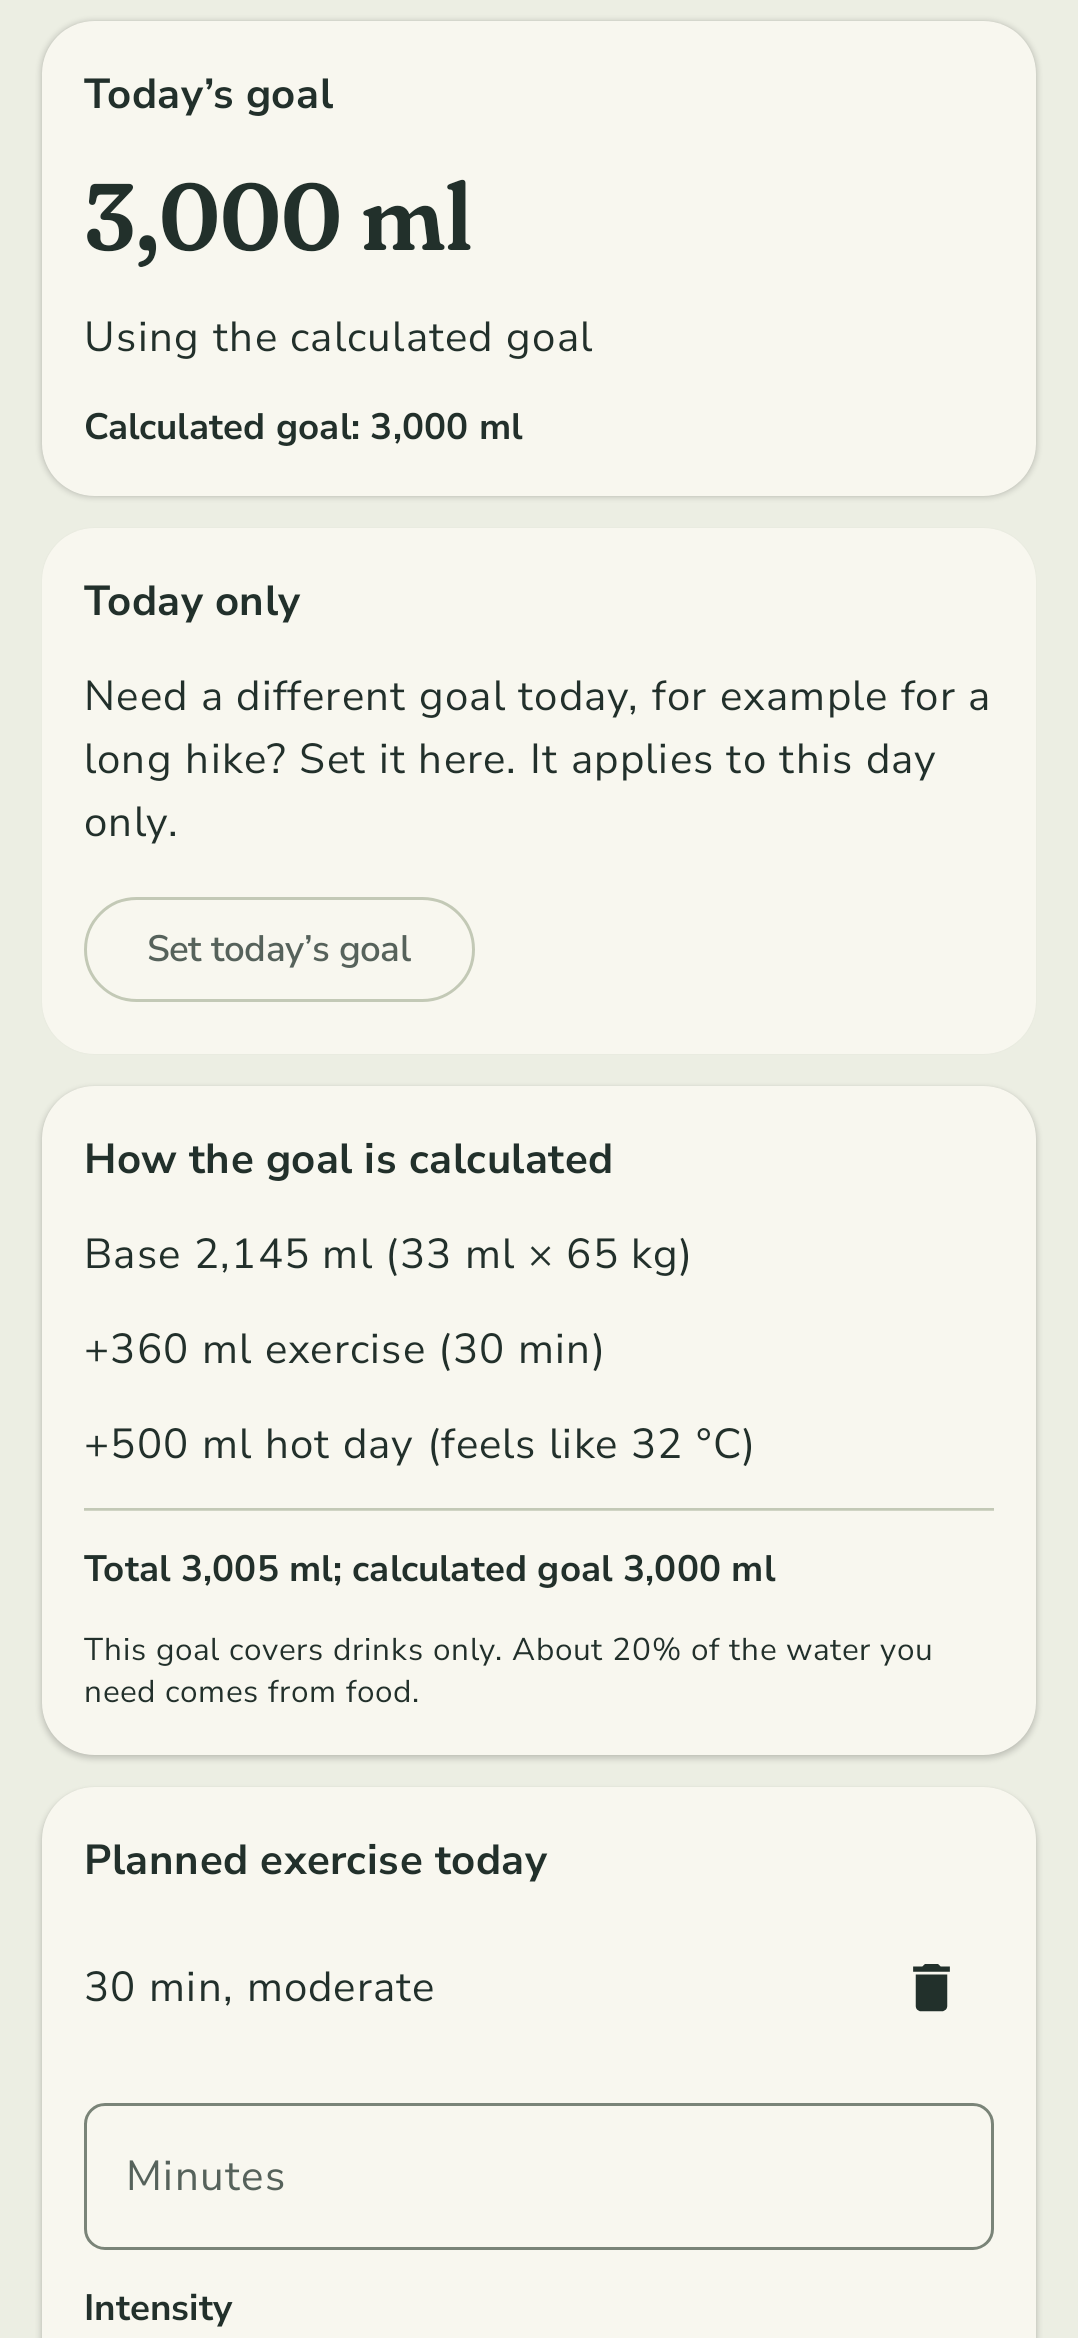 Today’s goal
3,000 ml
Using the calculated goal
Calculated goal: 3,000 ml
Today only
Need a different goal today, for example for a
long hike? Set it here. It applies to this day
only.
Set today’s goal
How the goal is calculated
Base 2,145 ml (33 ml × 65 kg)
+360 ml exercise (30 min)
+500 ml hot day (feels like 32 °C)
Total 3,005 ml; calculated goal 3,000 ml
This goal covers drinks only. About 20% of the water you
need comes from food.
Planned exercise today
30 min, moderate
Minutes
Intensity